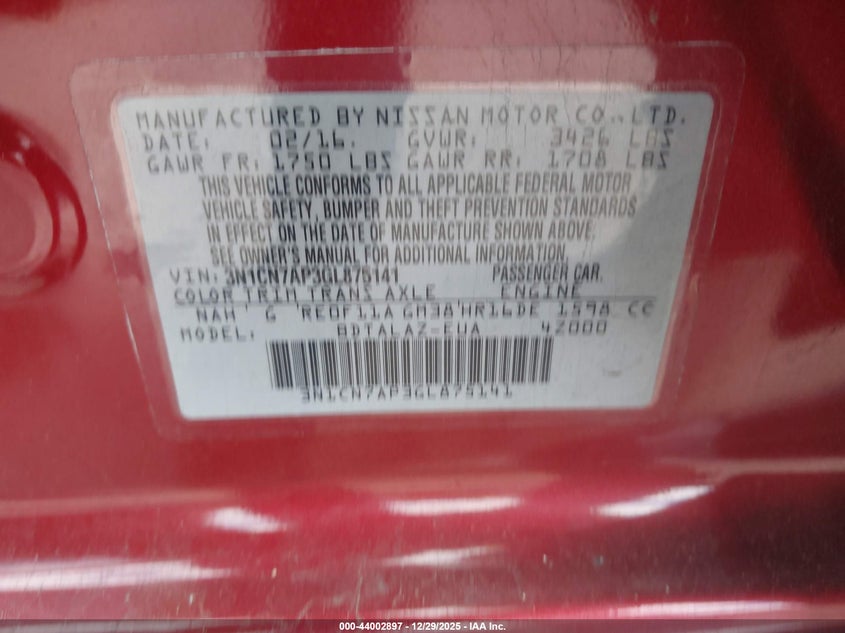 MANUFACTURED BY NISSAN MOTOR CO.,LTD.
DATE: 02/16. GVWR: 3426 LBS
GAWR FR: 1750 LBS GAWR RR: 1708 LBS
THIS VEHICLE CONFORMS TO ALL APPLICABLE FEDERAL MOTOR
VEHICLE SAFETY, BUMPER AND THEFT PREVENTION STANDARDS
IN EFFECT ON THE DATE OF MANUFACTURE SHOWN ABOVE.
SEE OWNER'S MANUAL FOR ADDITIONAL INFORMATION.
VIN: 3N1CN7AP3GL875141 PASSENGER CAR.
COLOR TRIM TRANS AXLE ENGINE
NAH G RE0F11A GM38 HR16DE 1598 CC
MODEL: BDTALAZ-EUA 4Z000
3N1CN7AP3GL875141
000-44002897 - 12/29/2025 - IAA Inc.